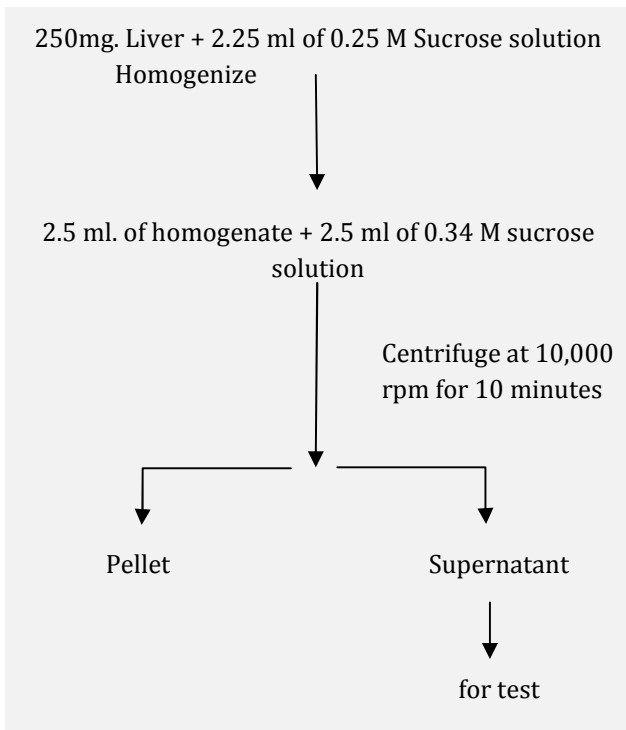 250mg. Liver + 2.25 ml of 0.25 M Sucrose solution
Homogenize
2.5 ml. of homogenate + 2.5 ml of 0.34 M sucrose
solution
Centrifuge at 10,000
rpm for 10 minutes
Pellet
Supernatant
for test